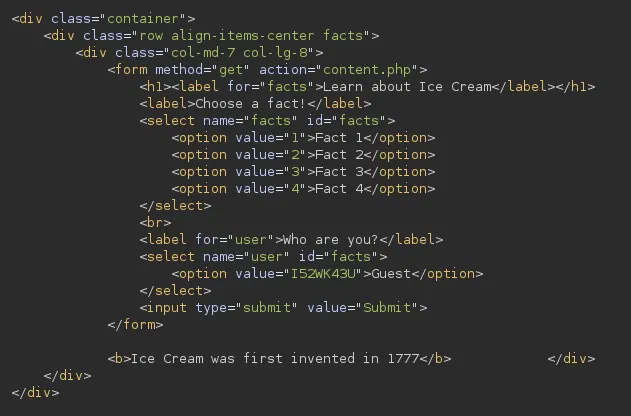 <div class="container">
    <div class="row align-items-center facts">
        <div class="col-md-7 col-lg-8">
            <form method="get" action="content.php">
                <h1><label for="facts">Learn about Ice Cream</label></h1>
                <label>Choose a fact!</label>
                <select name="facts" id="facts">
                    <option value="1">Fact 1</option>
                    <option value="2">Fact 2</option>
                    <option value="3">Fact 3</option>
                    <option value="4">Fact 4</option>
                </select>
                <br>
                <label for="user">Who are you?</label>
                <select name="user" id="facts">
                    <option value="I52WK43U">Guest</option>
                </select>
                <input type="submit" value="Submit">
            </form>

            <b>Ice Cream was first invented in 1777</b>            </div>
    </div>
</div>